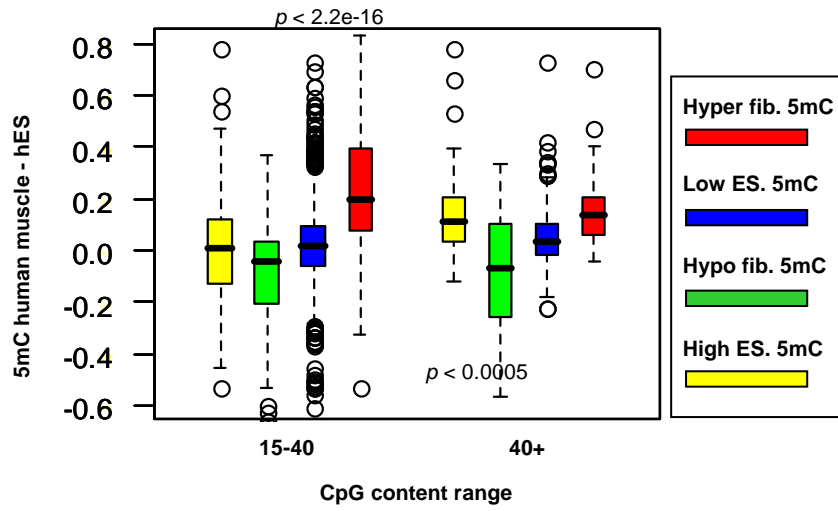 p < 2.2e-16
5mC human muscle - hES
0.8
0.6
0.4
0.2
0.0
-0.2
-0.4
-0.6
p < 0.0005
15-40
40+
CpG content range
Hyper fib. 5mC
Low ES. 5mC
Hypo fib. 5mC
High ES. 5mC